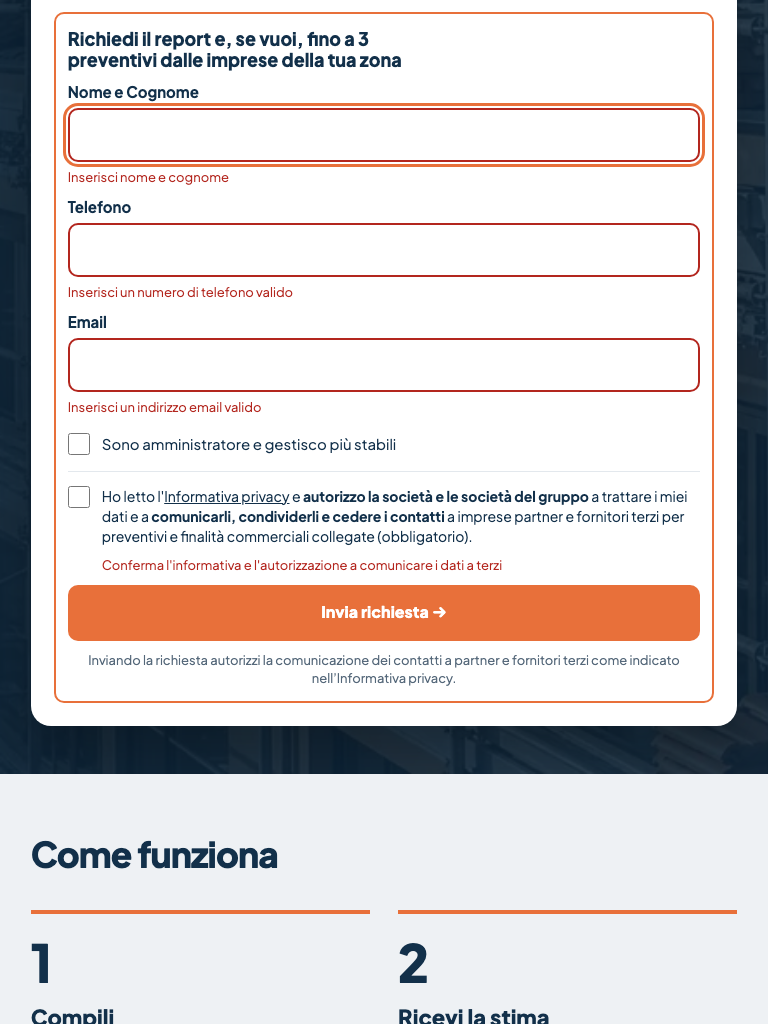 Richiedi il report e, se vuoi, fino a 3
preventivi dalle imprese della tua zona
Nome e Cognome
Inserisci nome e cognome
Telefono
Inserisci un numero di telefono valido
Email
Inserisci un indirizzo email valido
Sono amministratore e gestisco più stabili
Ho letto l'Informativa privacy e autorizzo la società e le società del gruppo a trattare i miei
dati e a comunicarli, condividerli e cedere i contatti a imprese partner e fornitori terzi per
preventivi e finalità commerciali collegate (obbligatorio).
Conferma l'informativa e l'autorizzazione a comunicare i dati a terzi
Invia richiesta →
Inviando la richiesta autorizzi la comunicazione dei contatti a partner e fornitori terzi come indicato
nell'Informativa privacy.
Come funziona
1
2
Compili
Ricevi la stima